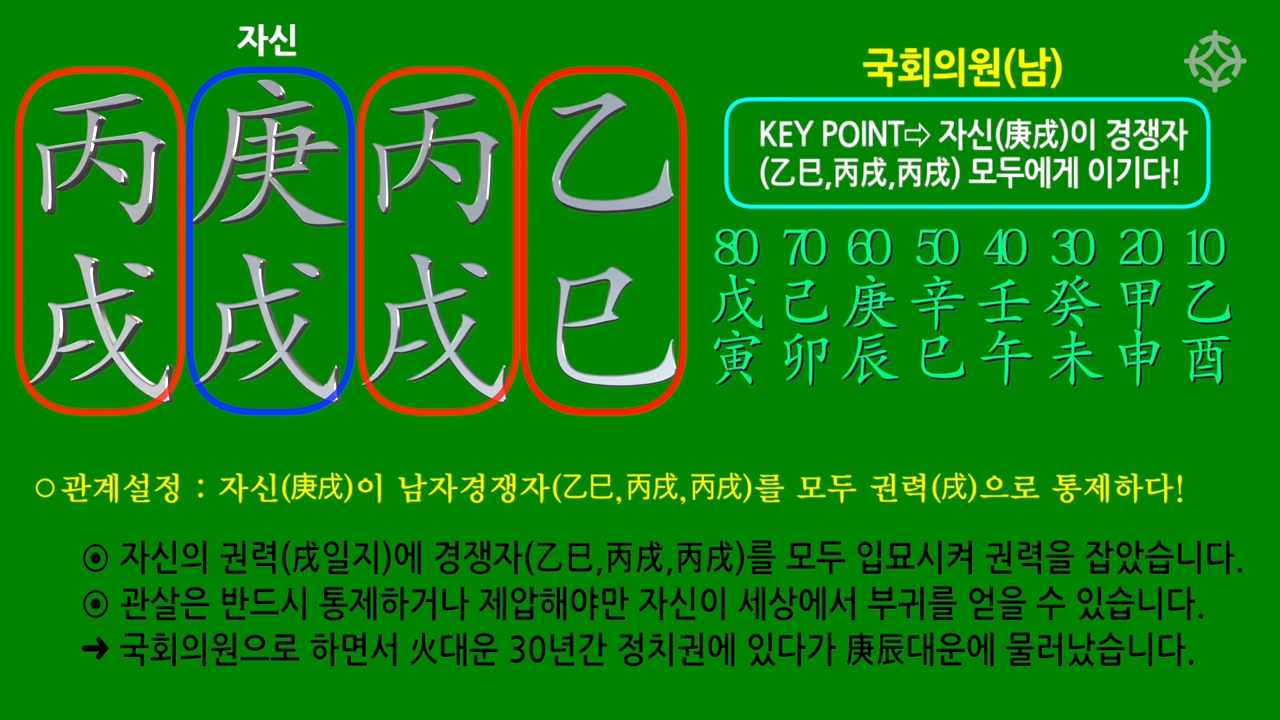 자신
丙 庚 丙 乙
戌 戌 戌 巳
국회의원(남)
KEY POINT⇨ 자신(庚戌)이 경쟁자
(乙巳,丙戌,丙戌) 모두에게 이기다!
80 70 60 50 40 30 20 10
戊 己 庚 辛 壬 癸 甲 乙
寅 卯 辰 巳 午 未 申 酉
○관계설정 : 자신(庚戌)이 남자경쟁자(乙巳,丙戌,丙戌)를 모두 권력(戌)으로 통제하다!
◉ 자신의 권력(戌일지)에 경쟁자(乙巳,丙戌,丙戌)를 모두 입묘시켜 권력을 잡았습니다.
◉ 관살은 반드시 통제하거나 제압해야만 자신이 세상에서 부귀를 얻을 수 있습니다.
➜ 국회의원으로 하면서 火대운 30년간 정치권에 있다가 庚辰대운에 물러났습니다.